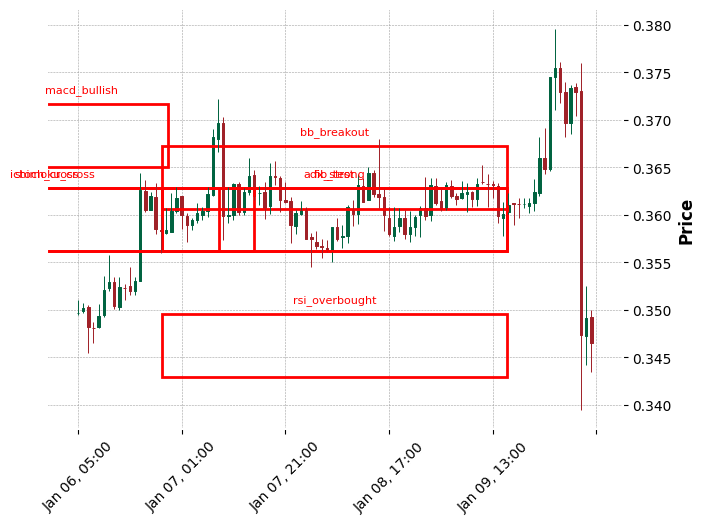 0.380
0.375
macd_bullish
0.370
bb_breakout
0.365
0.360
Price
0.355
rsi_overbought
0.350
0.345
0.340
Jan 06, 05:00
Jan 07, 01:00
Jan 07, 21:00
Jan 08, 17:00
Jan 09, 13:00